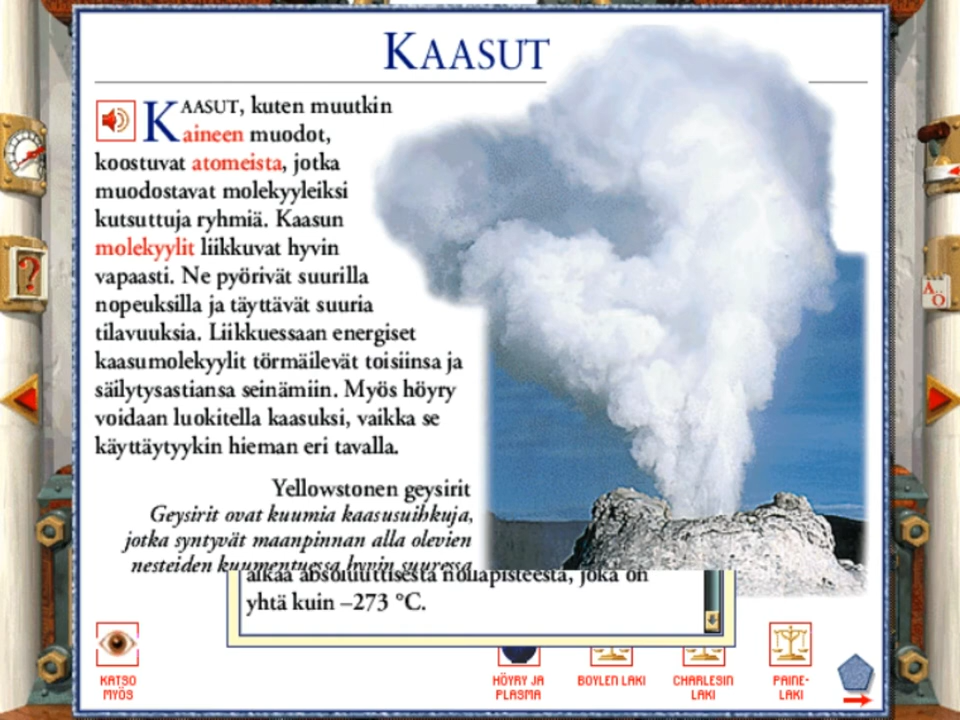 KAASUT
KAASUT, kuten muutkin
aineen muodot,
koostuvat atomeista, jotka
muodostavat molekyyleiksi
kutsuttuja ryhmiä. Kaasun
molekyylit liikkuvat hyvin
vapaasti. Ne pyörivät suurilla
nopeuksilla ja täyttävät suuria
tilavuuksia. Liikkuessaan energiset
kaasumolekyylit törmäilevät toisiinsa ja
säilytysastiansa seinämiin. Myös höyry
voidaan luokitella kaasuksi, vaikka se
käyttäytyykin hieman eri tavalla.
Yellowstonen geysirit
Geysirit ovat kuumia kaasusuihkuja,
jotka syntyvät maanpinnan alla olevien
nesteiden kuumentuessa hyvin suuressa
alkaa absoluuttisesta nollapisteestä, joka on
yhtä kuin –273 °C.
KATSO
MYÖS
HÖYRY JA
PLASMA
BOYLEN LAKI
CHARLESIN
LAKI
PAINE-
LAKI
?
A...
Ö